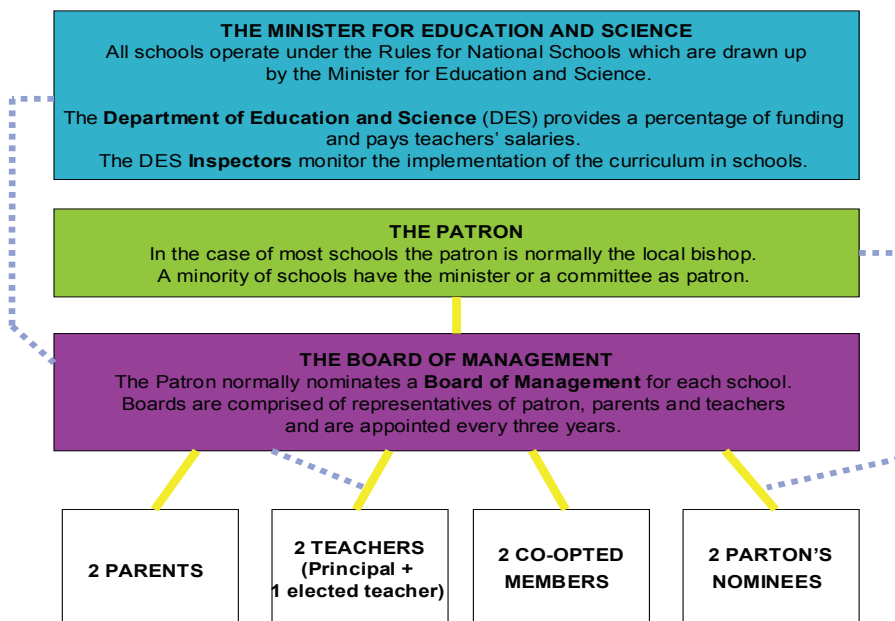 THE MINISTER FOR EDUCATION AND SCIENCE
All schools operate under the Rules for National Schools which are drawn up
by the Minister for Education and Science.
The Department of Education and Science (DES) provides a percentage of funding
and pays teachers’ salaries.
The DES Inspectors monitor the implementation of the curriculum in schools.
THE PATRON
In the case of most schools the patron is normally the local bishop.
A minority of schools have the minister or a committee as patron.
THE BOARD OF MANAGEMENT
The Patron normally nominates a Board of Management for each school.
Boards are comprised of representatives of patron, parents and teachers
and are appointed every three years.
2 PARENTS
2 TEACHERS
(Principal +
1 elected teacher)
2 CO-OPTED
MEMBERS
2 PARTON’S
NOMINEES